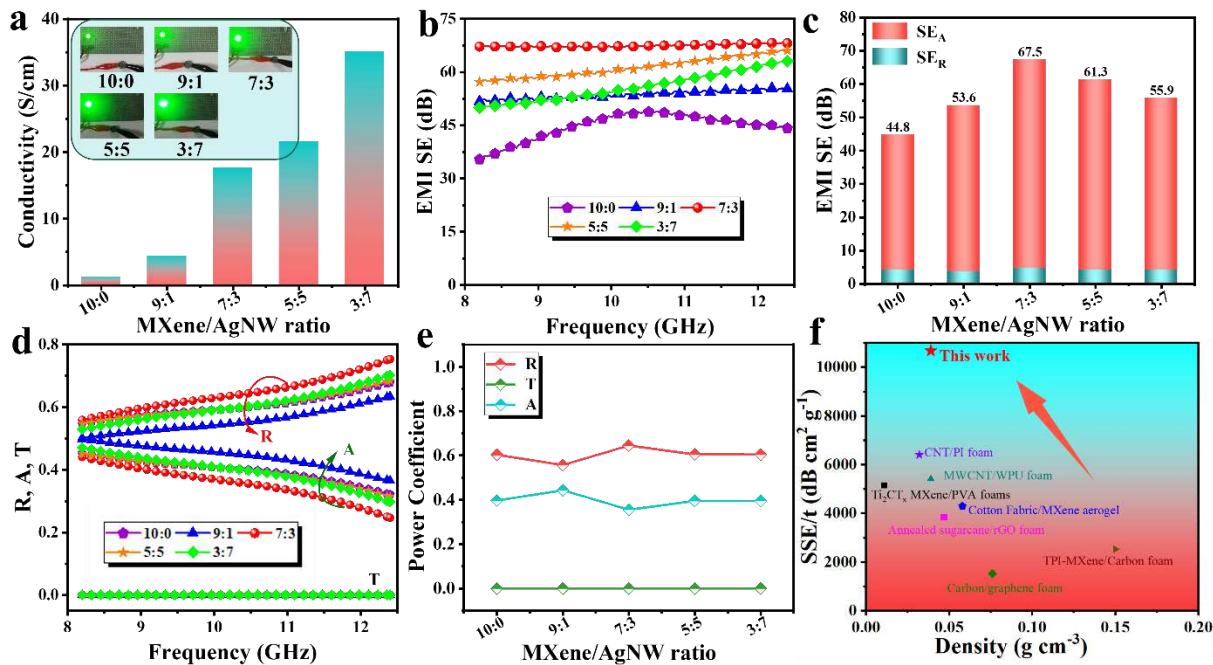 a
Conductivity (S/cm)
40
30
20
10
0
10:0
9:1
7:3
5:5
3:7
10:0
9:1
7:3
5:5
3:7
MXene/AgNW ratio
b
EMI SE (dB)
75
60
45
30
15
0
10:0
9:1
7:3
5:5
3:7
8
9
10
11
12
Frequency (GHz)
c
EMI SE (dB)
80
70
60
50
40
30
20
10
0
SEA
SER
44.8
53.6
67.5
61.3
55.9
10:0
9:1
7:3
5:5
3:7
MXene/AgNW ratio
d
R, A, T
0.8
0.6
0.4
0.2
0.0
R
A
10:0
9:1
7:3
5:5
3:7
T
8
9
10
11
12
Frequency (GHz)
e
Power Coefficient
1.0
0.8
0.6
0.4
0.2
0.0
R
T
A
10:0
9:1
7:3
5:5
3:7
MXene/AgNW ratio
f
SSE/t (dB cm² g⁻¹)
10000
8000
6000
4000
2000
0
This work
CNT/PI foam
MWCNT/WPU foam
Ti₂CTₓ MXene/PVA foams
Cotton Fabric/MXene aerogel
Annealed sugarcane/rGO foam
TPI-MXene/Carbon foam
Carbon/graphene foam
0.00
0.05
0.10
0.15
0.20
Density (g cm⁻³)